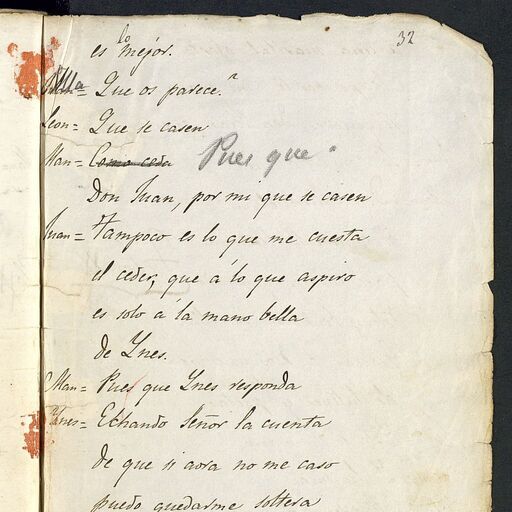 32
es lo mejor.
Que os parece?
Leon= Que se casen
Man= Como ceda Pues que
Don Juan, por mi que se casen
Juan= Tampoco es lo que me cuesta
el ceder, que á lo que aspiro
es solo á la mano bella
de Ynes.
Man= Pues que Ynes responda
Ynes= Echando Señor la cuenta
de que si aora no me caso
puedo quedarme soltera